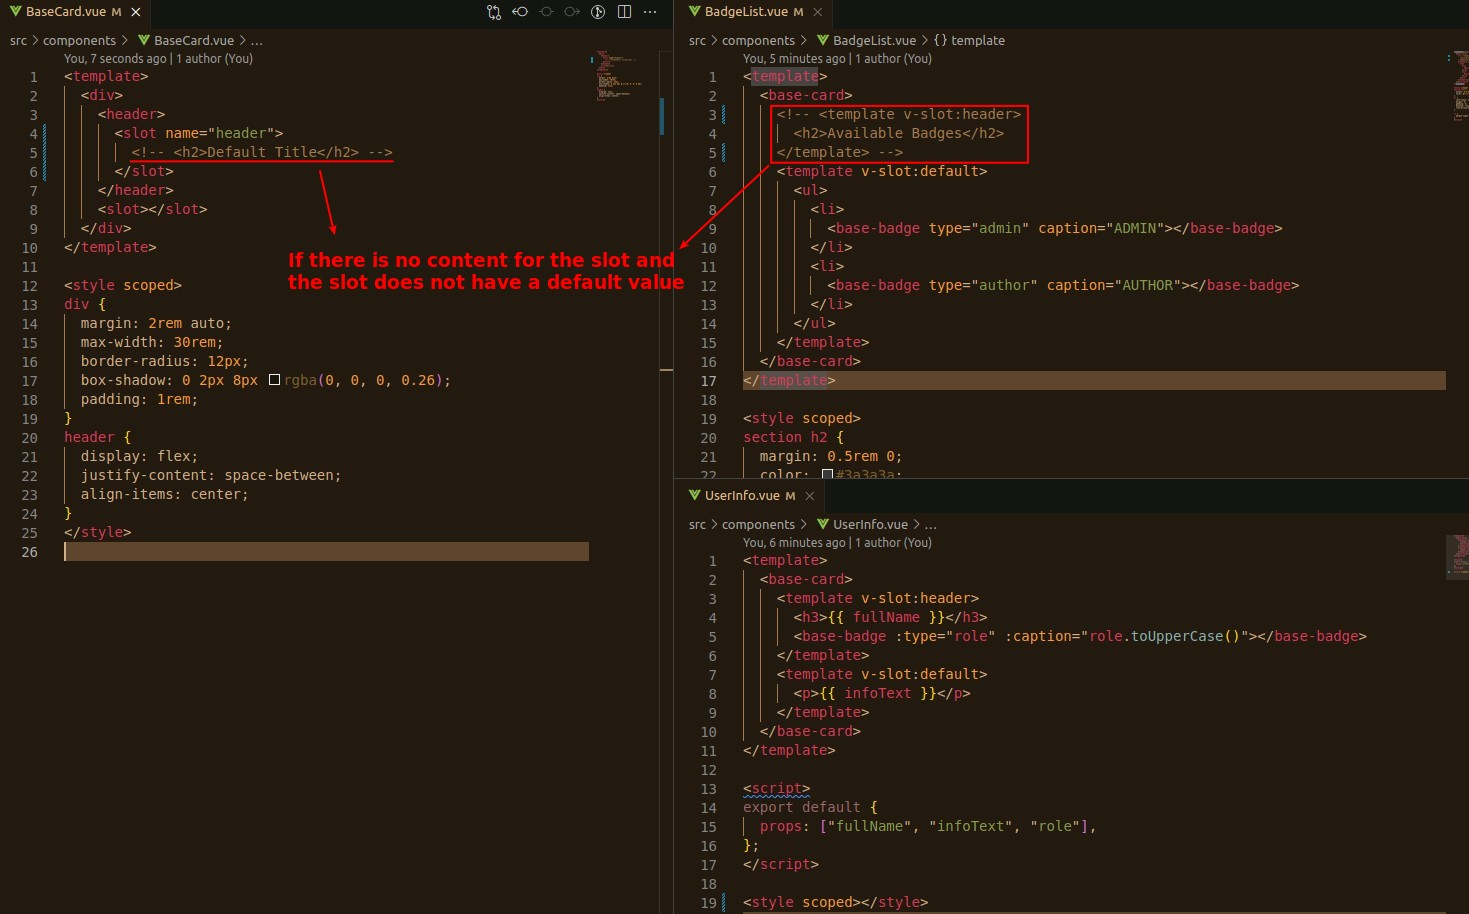 BaseCard.vue M
src > components > BaseCard.vue > ...
You, 7 seconds ago | 1 author (You)
1 <template>
2 <div>
3 <header>
4 <slot name="header">
5 <!-- <h2>Default Title</h2> -->
6 </slot>
7 </header>
8 <slot></slot>
9 </div>
10 </template>
11
12 <style scoped>
13 div {
14 margin: 2rem auto;
15 max-width: 30rem;
16 border-radius: 12px;
17 box-shadow: 0 2px 8px rgba(0, 0, 0, 0.26);
18 padding: 1rem;
19 }
20 header {
21 display: flex;
22 justify-content: space-between;
23 align-items: center;
24 }
25 </style>
26
If there is no content for the slot and
the slot does not have a default value
BadgeList.vue M
src > components > BadgeList.vue > {} template
You, 5 minutes ago | 1 author (You)
1 <template>
2 <base-card>
3 <!-- <template v-slot:header>
4 <h2>Available Badges</h2>
5 </template> -->
6 <template v-slot:default>
7 <ul>
8 <li>
9 <base-badge type="admin" caption="ADMIN"></base-badge>
10 </li>
11 <li>
12 <base-badge type="author" caption="AUTHOR"></base-badge>
13 </li>
14 </ul>
15 </template>
16 </base-card>
17 </template>
18
19 <style scoped>
20 section h2 {
21 margin: 0.5rem 0;
22 color: #3a3a3a;
UserInfo.vue M
src > components > UserInfo.vue > ...
You, 6 minutes ago | 1 author (You)
1 <template>
2 <base-card>
3 <template v-slot:header>
4 <h3>{{ fullName }}</h3>
5 <base-badge :type="role" :caption="role.toUpperCase()"></base-badge>
6 </template>
7 <template v-slot:default>
8 <p>{{ infoText }}</p>
9 </template>
10 </base-card>
11 </template>
12
13 <script>
14 export default {
15 props: ["fullName", "infoText", "role"],
16 };
17 </script>
18
19 <style scoped></style>